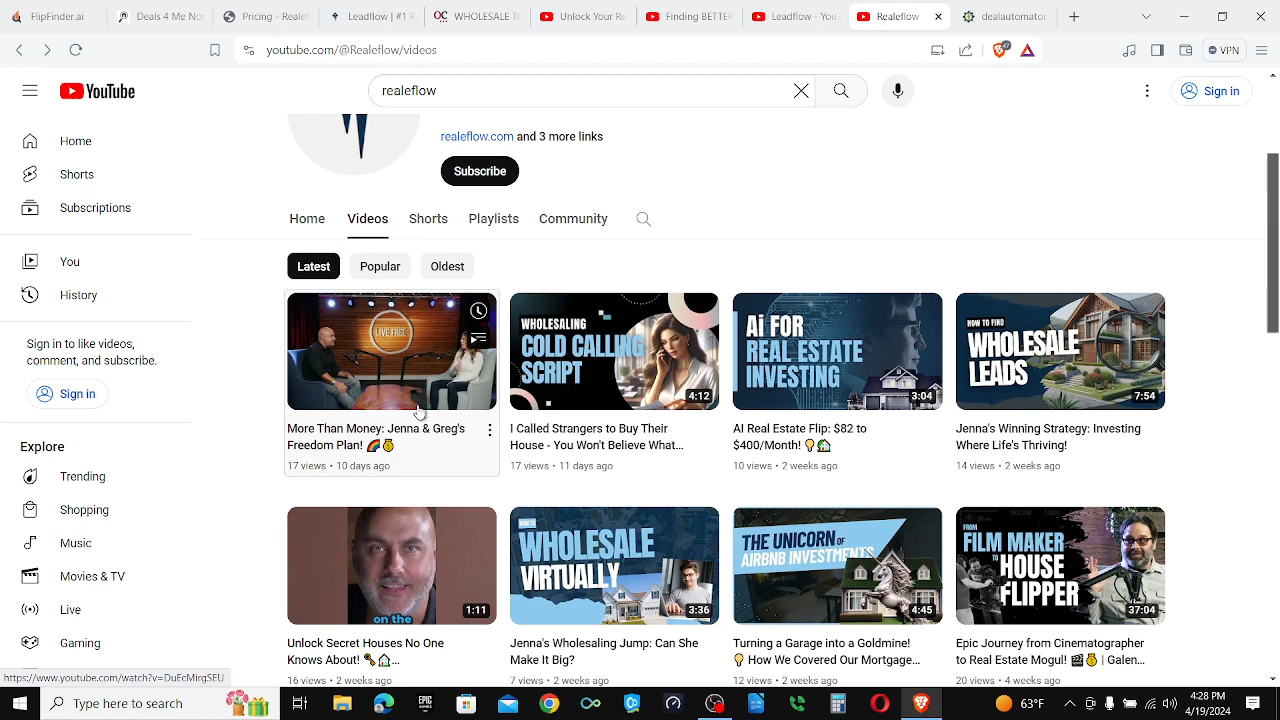 FlipFinder.ai
Deals 4 Me No
Pricing - Realef
Leadflow | #1 R
WHOLESALE TO
Unlock Your Re
Finding BETTER
Leadflow - You
Realeflow
dealautomator
youtube.com/@Realeflow/videos
47
VPN
YouTube
realeflow
Sign in
Home
Shorts
Subscriptions
You
History
Sign in to like videos,
comment, and subscribe.
Sign in
Explore
Trending
Shopping
Music
Movies & TV
Live
Gaming
realeflow.com and 3 more links
Subscribe
Home
Videos
Shorts
Playlists
Community
Latest
Popular
Oldest
LIVE FREE
WHOLESALING
COLD CALLING
SCRIPT
4:12
Ai FOR
REAL ESTATE
INVESTING
3:04
HOW TO FIND
WHOLESALE
LEADS
7:54
More Than Money: Jenna & Greg's
Freedom Plan! 🌈💰
17 views • 10 days ago
I Called Strangers to Buy Their
House - You Won't Believe What...
17 views • 11 days ago
AI Real Estate Flip: $82 to
$400/Month! 💡🏡
10 views • 2 weeks ago
Jenna's Winning Strategy: Investing
Where Life's Thriving!
14 views • 2 weeks ago
on the
1:11
HOW TO
WHOLESALE
VIRTUALLY
3:36
THE UNICORN OF
AIRBNB INVESTMENTS
4:45
FROM
FILM MAKER
TO HOUSE
FLIPPER
37:04
Unlock Secret Houses No One
Knows About! 🔍🏠...
16 views • 2 weeks ago
Jenna's Wholesaling Jump: Can She
Make It Big?
7 views • 2 weeks ago
Turning a Garage into a Goldmine!
💡 How We Covered Our Mortgage...
12 views • 2 weeks ago
Epic Journey from Cinematographer
to Real Estate Mogul! 🎬💰 | Galen...
20 views • 4 weeks ago
https://www.youtube.com/watch?v=DuEcMirgSEU
Type here to search
EPIC
GAMES
63°F
4:28 PM
4/19/2024